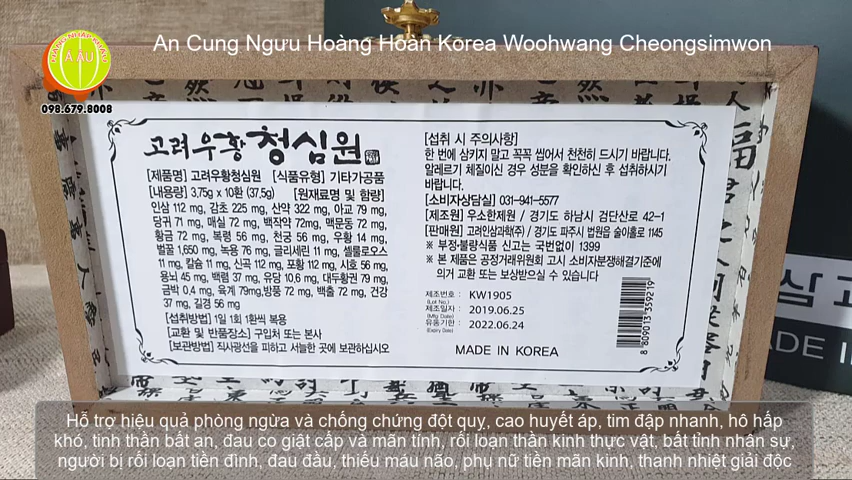 An Cung Ngưu Hoàng Hoàn Korea Woohwang Cheongsimwon
HÀNG NHẬP KHẨU
Á ÂU
098.679.8008
고려우황청심원
[제품명] 고려우황청심원 [식품유형] 기타가공품
[내용량] 3.75g x 10환 (37.5g) [원재료명 및 함량]
인삼 112 mg, 감초 225 mg, 산약 322 mg, 아교 79 mg,
당귀 71 mg, 매실 72 mg, 백작약 72mg, 맥문동 72 mg,
황금 72 mg, 복령 56 mg, 천궁 56 mg, 우황 14 mg,
벌꿀 1,650 mg, 녹용 76 mg, 글리세린 11 mg, 셀룰로오스
11 mg, 칼슘 11 mg, 신곡 112 mg, 포황 112 mg, 시호 56 mg,
용뇌 45 mg, 백렴 37 mg, 유당 10.6 mg, 대두황권 79 mg,
금박 0.4 mg, 육계 79mg, 방풍 72 mg, 백출 72 mg, 건강
37 mg, 길경 56 mg
[섭취방법] 1일 1회 1환씩 복용
[교환 및 반품장소] 구입처 또는 본사
[보관방법] 직사광선을 피하고 서늘한 곳에 보관하십시오
[섭취 시 주의사항]
한 번에 삼키지 말고 꼭꼭 씹어서 천천히 드시기 바랍니다.
알레르기 체질이신 경우 성분을 확인하신 후 섭취하시기
바랍니다.
[소비자상담실] 031-941-5577
[제조원] 우소한제원 / 경기도 하남시 검단산로 42-1
[판매원] 고려인삼과학(주) / 경기도 파주시 법원읍 술이홀로 1145
※ 부정·불량식품 신고는 국번없이 1399
※ 본 제품은 공정거래위원회 고시 소비자분쟁해결기준에
의거 교환 또는 보상받으실 수 있습니다
제조번호 : KW1905
(Lot No.)
제조일자 : 2019.06.25
(Mfg Date)
유통기한 : 2022.06.24
(Expiry Date)
8 809013 359219
MADE IN KOREA
삼고
ADE IN
福
Hỗ trợ hiệu quả phòng ngừa và chống chứng đột quỵ, cao huyết áp, tim đập nhanh, hô hấp
khó, tinh thần bất an, đau co giật cấp và mãn tính, rối loạn thần kinh thực vật, bất tỉnh nhân sự,
người bị rối loạn tiền đình, đau đầu, thiếu máu não, phụ nữ tiền mãn kinh, thanh nhiệt giải độc